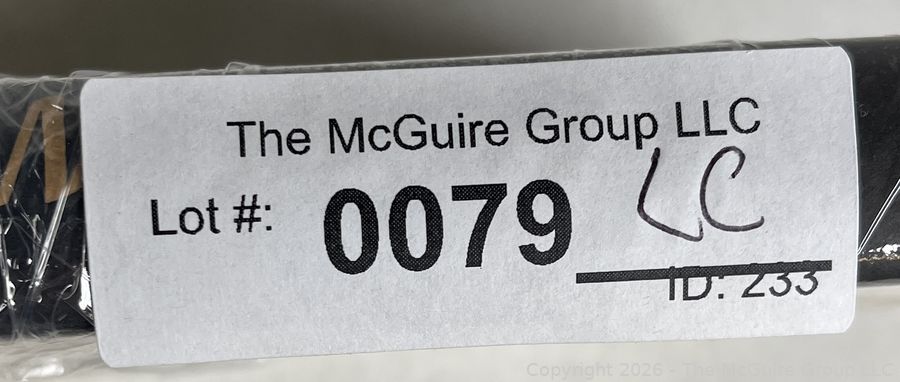 The McGuire Group LLC
Lot #: 0079 LC
ID: 233
Copyright 2026 - The McGuire Group LLC